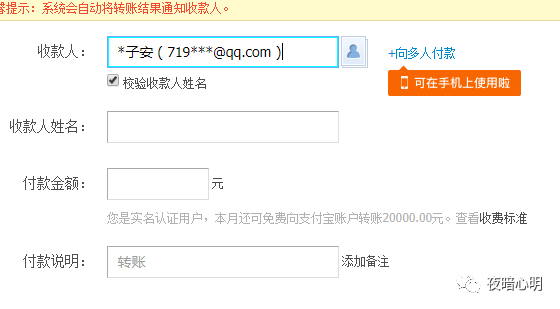 馨提示：系统会自动将转账结果通知收款人。
收款人： *子安 ( 719***@qq.com ) +向多人付款
校验收款人姓名 可在手机上使用啦
收款人姓名：
付款金额： 元
您是实名认证用户，本月还可免费向支付宝账户转账20000.00元。查看收费标准
付款说明： 转账 添加备注
夜暗心明